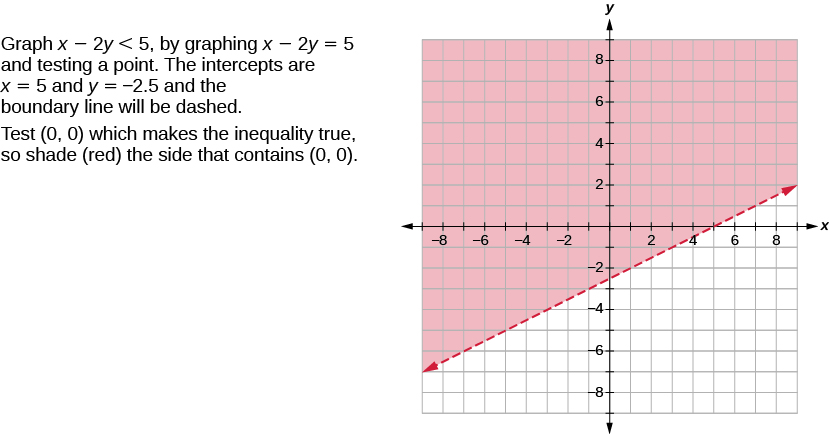 Graph x − 2y < 5, by graphing x − 2y = 5
and testing a point. The intercepts are
x = 5 and y = −2.5 and the
boundary line will be dashed.
Test (0, 0) which makes the inequality true,
so shade (red) the side that contains (0, 0).
y
8
6
4
2
x
−8 −6 −4 −2 2 4 6 8
−2
−4
−6
−8